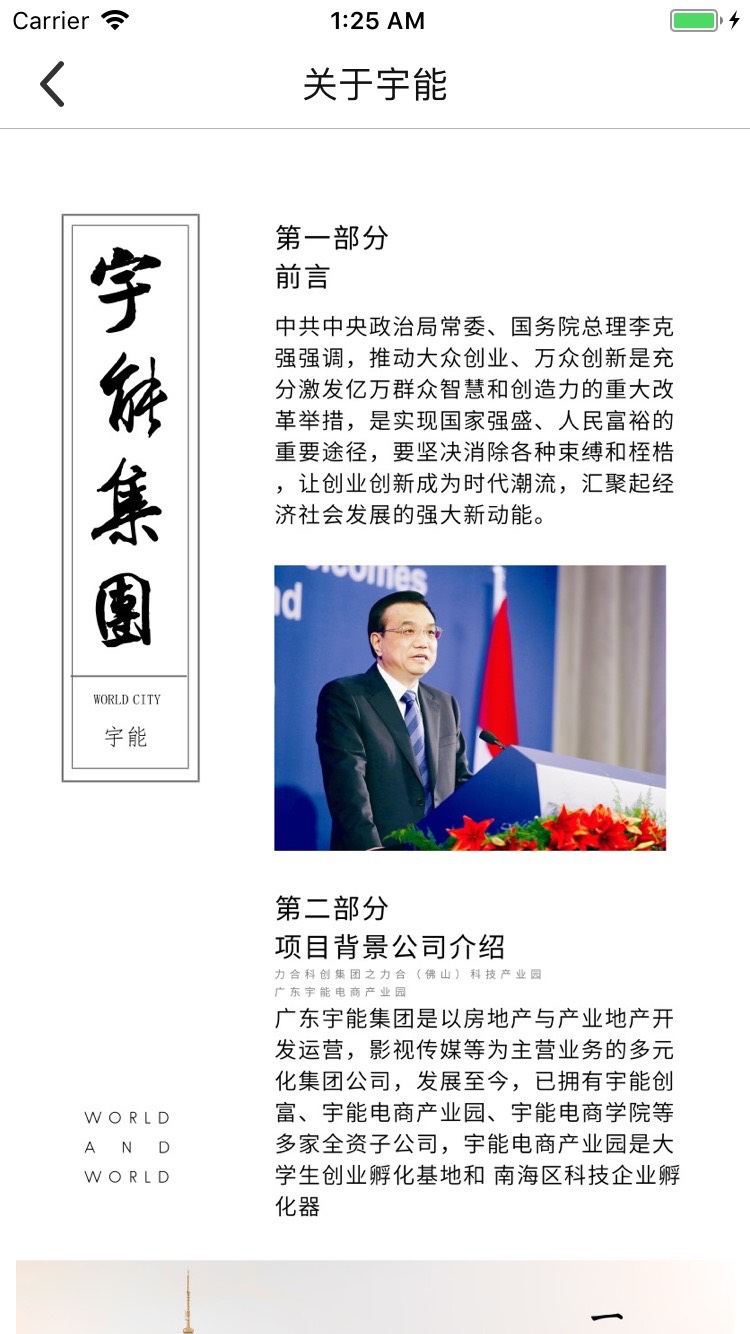 Carrier 1:25 AM
关于宇能
宇能集團
WORLD CITY
宇能
第一部分
前言
中共中央政治局常委、国务院总理李克
强强调，推动大众创业、万众创新是充
分激发亿万群众智慧和创造力的重大改
革举措，是实现国家强盛、人民富裕的
重要途径，要坚决消除各种束缚和桎梏
，让创业创新成为时代潮流，汇聚起经
济社会发展的强大新动能。
第二部分
项目背景公司介绍
力合科创集团之力合（佛山）科技产业园
广东宇能电商产业园
广东宇能集团是以房地产与产业地产开
发运营，影视传媒等为主营业务的多元
化集团公司，发展至今，已拥有宇能创
富、宇能电商产业园、宇能电商学院等
多家全资子公司，宇能电商产业园是大
学生创业孵化基地和 南海区科技企业孵
化器
WORLD
AND
WORLD